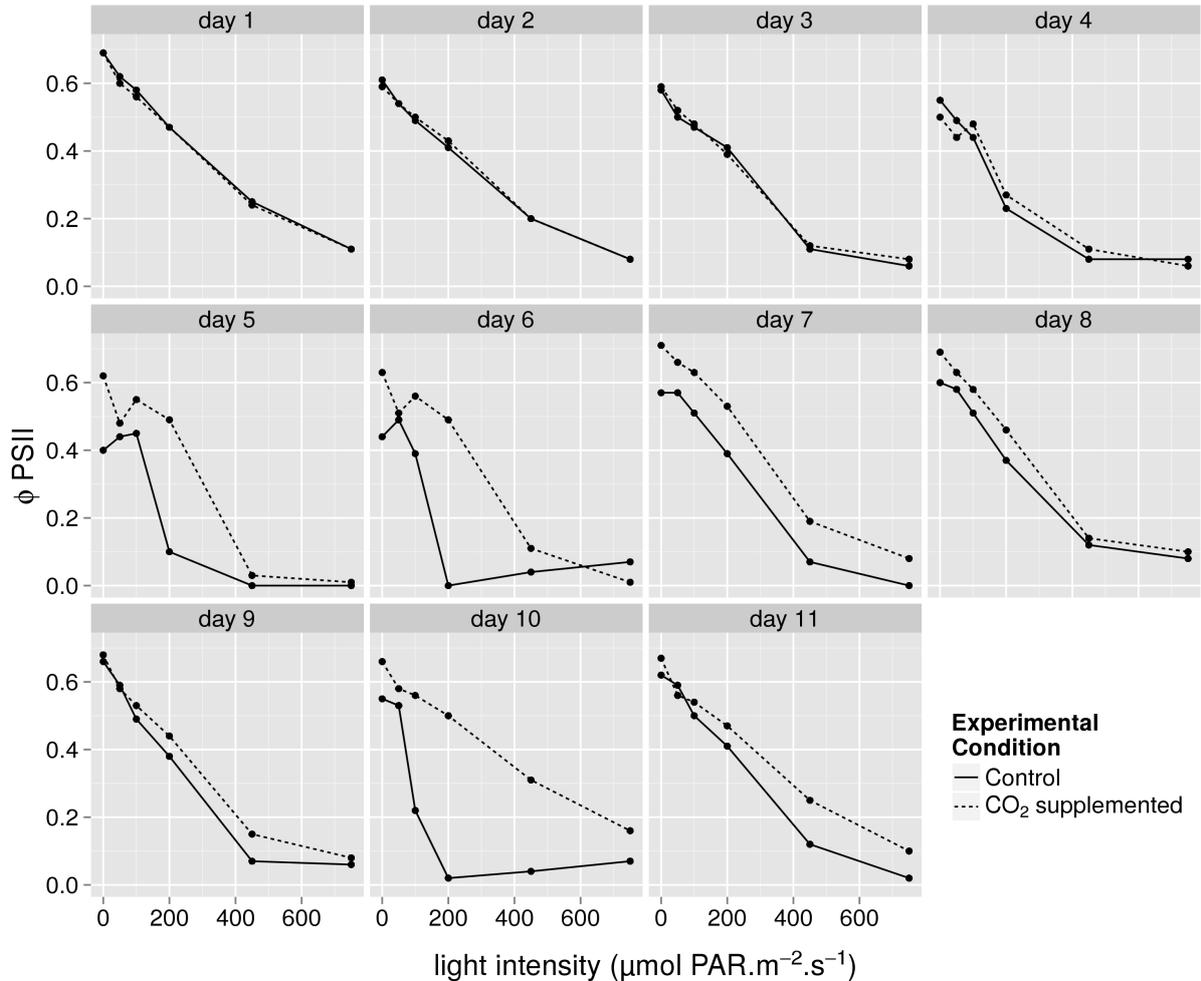 day 1
day 2
day 3
day 4
0.6
0.4
0.2
0.0
day 5
day 6
day 7
day 8
0.6
0.4
0.2
0.0
ϕ PSII
day 9
day 10
day 11
0.6
0.4
0.2
0.0
0 200 400 600
0 200 400 600
0 200 400 600
light intensity (μmol PAR.m⁻².s⁻¹)
Experimental
Condition
Control
CO₂ supplemented